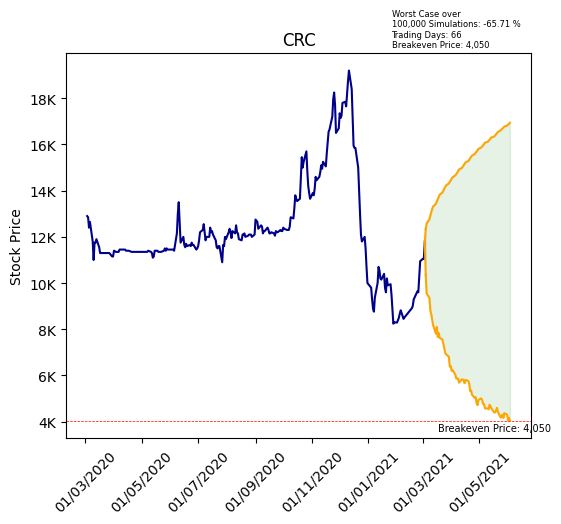 Worst Case over
100,000 Simulations: -65.71 %
Trading Days: 66
Breakeven Price: 4,050
CRC
Stock Price
18K
16K
14K
12K
10K
8K
6K
4K
Breakeven Price: 4,050
01/03/2020
01/05/2020
01/07/2020
01/09/2020
01/11/2020
01/01/2021
01/03/2021
01/05/2021